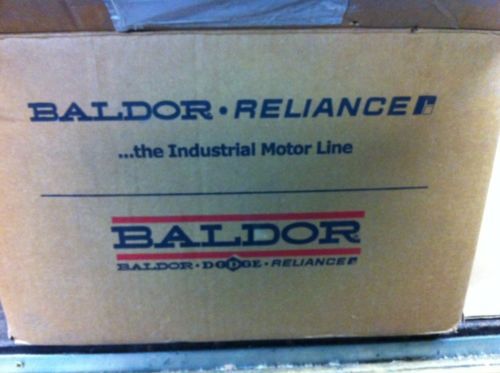 BALDOR • RELIANCE
...the Industrial Motor Line
BALDOR
BALDOR • DODGE • RELIANCE